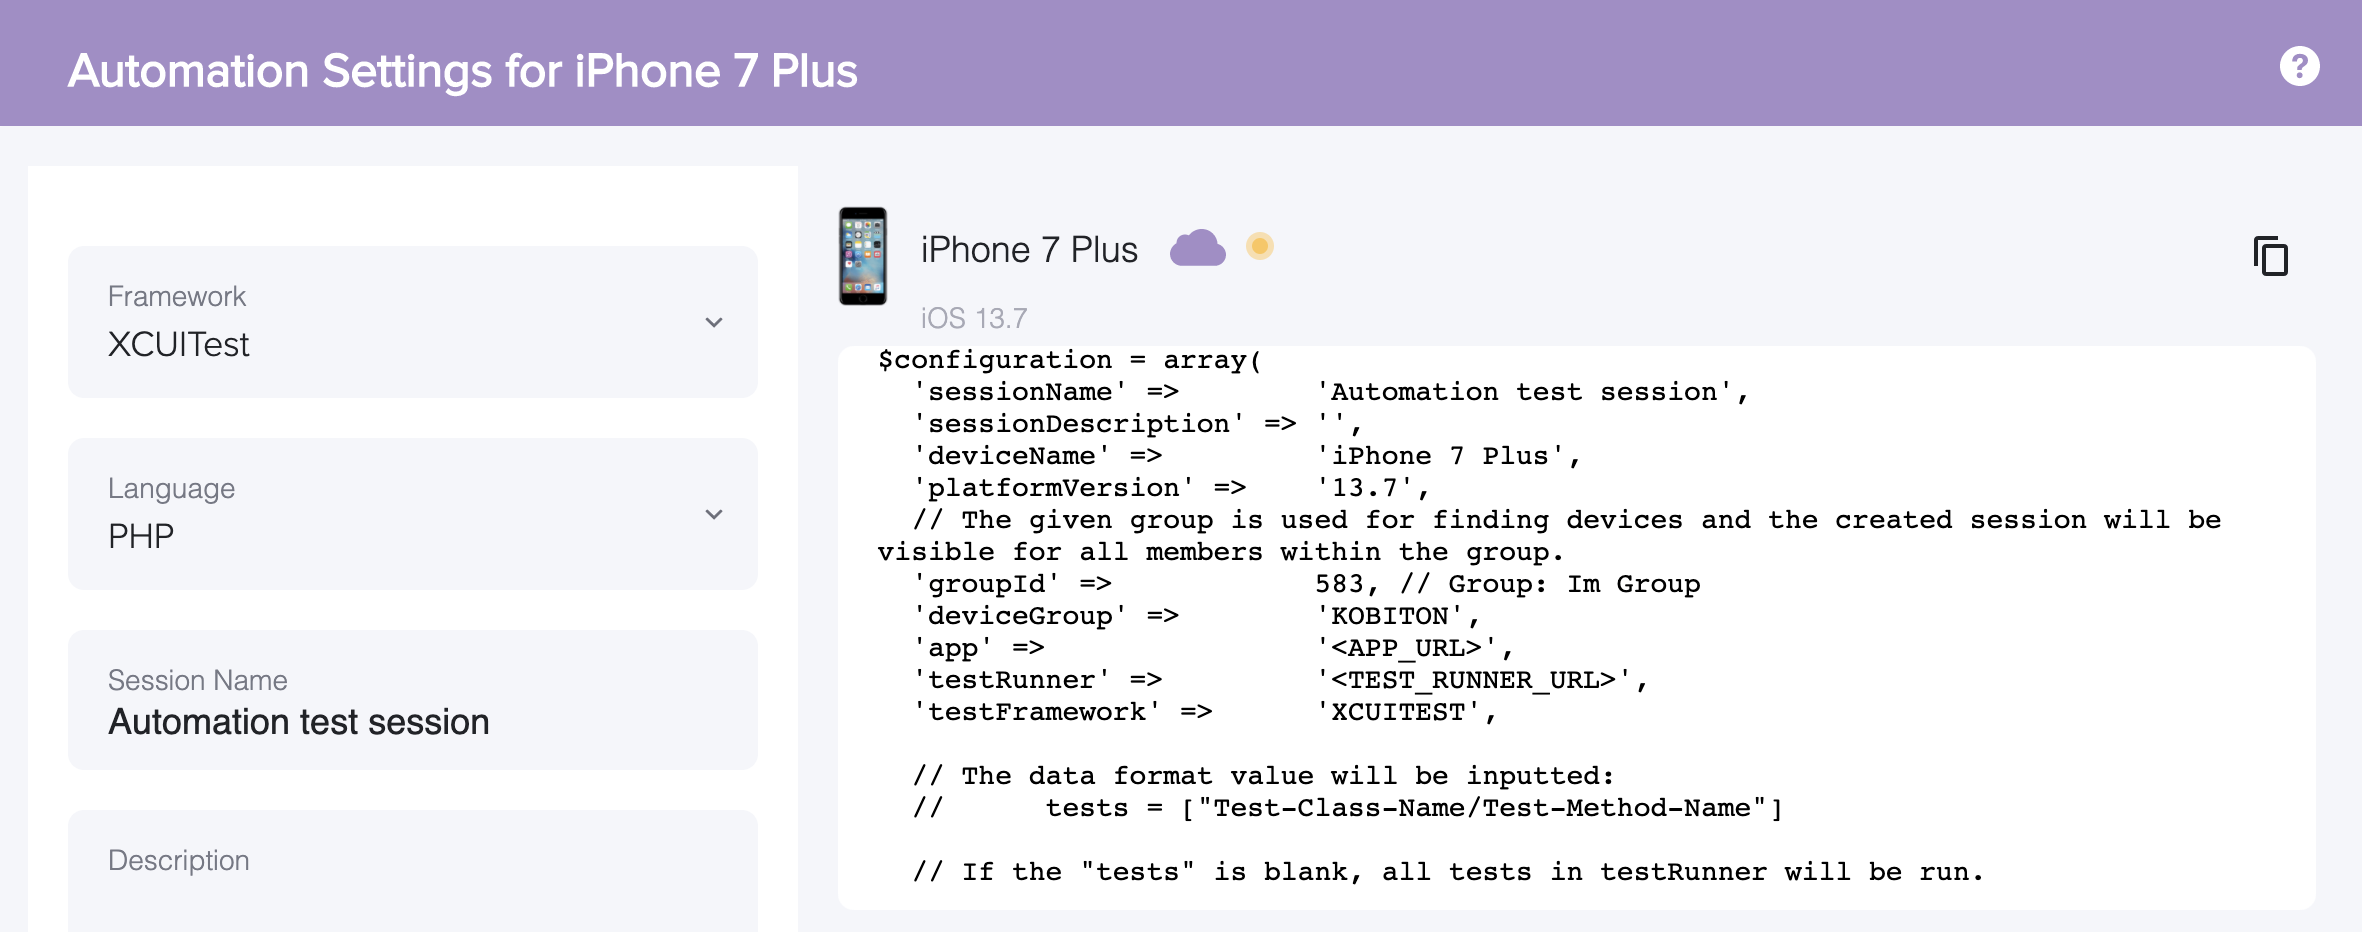 Automation Settings for iPhone 7 Plus
?
Framework
XCUITest
Language
PHP
Session Name
Automation test session
Description
iPhone 7 Plus
iOS 13.7
$configuration = array(
'sessionName' => 'Automation test session',
'sessionDescription' => '',
'deviceName' => 'iPhone 7 Plus',
'platformVersion' => '13.7',
// The given group is used for finding devices and the created session will be
visible for all members within the group.
'groupId' => 583, // Group: Im Group
'deviceGroup' => 'KOBITON',
'app' => '<APP_URL>',
'testRunner' => '<TEST_RUNNER_URL>',
'testFramework' => 'XCUITEST',
// The data format value will be inputted:
// tests = ["Test-Class-Name/Test-Method-Name"]
// If the "tests" is blank, all tests in testRunner will be run.